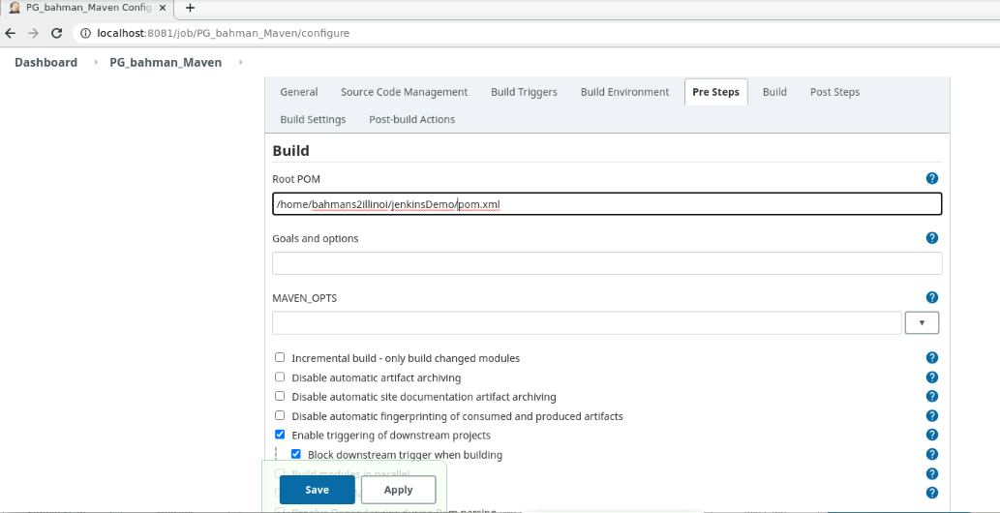 PG_bahman_Maven Config
localhost:8081/job/PG_bahman_Maven/configure
Dashboard PG_bahman_Maven
General Source Code Management Build Triggers Build Environment Pre Steps Build Post Steps
Build Settings Post-build Actions
Build
Root POM
/home/bahmans2illinoi/jenkinsDemo/pom.xml
Goals and options
MAVEN_OPTS
Incremental build - only build changed modules
Disable automatic artifact archiving
Disable automatic site documentation artifact archiving
Disable automatic fingerprinting of consumed and produced artifacts
Enable triggering of downstream projects
Block downstream trigger when building
Build modules in parallel
Save Apply